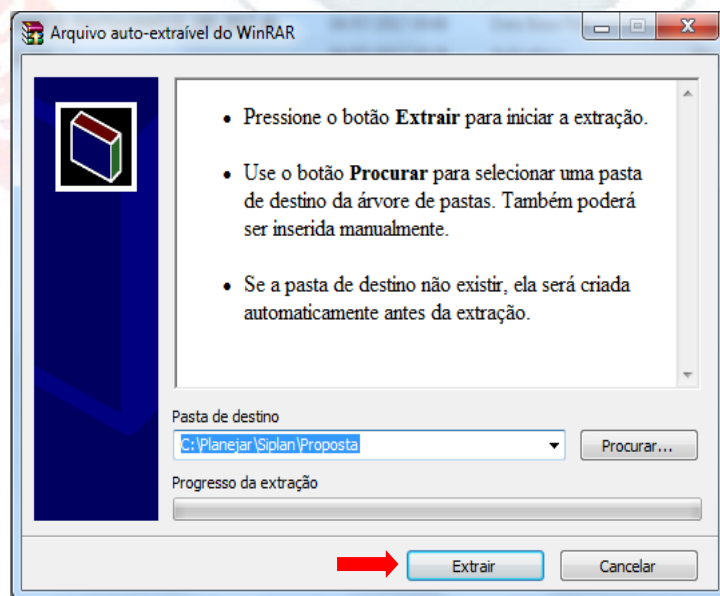 Arquivo auto-extraível do WinRAR
• Pressione o botão Extrair para iniciar a extração.
• Use o botão Procurar para selecionar uma pasta
de destino da árvore de pastas. Também poderá
ser inserida manualmente.
• Se a pasta de destino não existir, ela será criada
automaticamente antes da extração.
Pasta de destino
C:\Planejar\Siplan\Proposta
Procurar...
Progresso da extração
Extrair
Cancelar